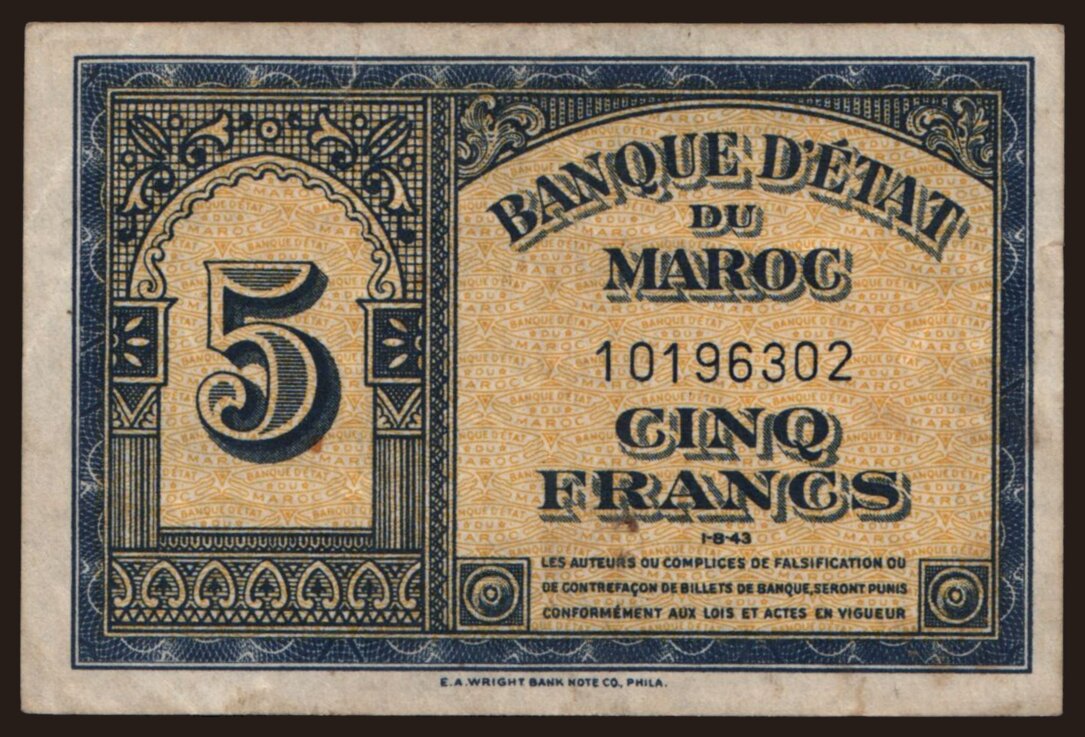 5
BANQUE D'ÉTAT
DU
MAROC
10196302
CINQ
FRANCS
1-8-43
LES AUTEURS OU COMPLICES DE FALSIFICATION OU
DE CONTREFAÇON DE BILLETS DE BANQUE, SERONT PUNIS
CONFORMÉMENT AUX LOIS ET ACTES EN VIGUEUR
E.A. WRIGHT BANK NOTE CO., PHILA.